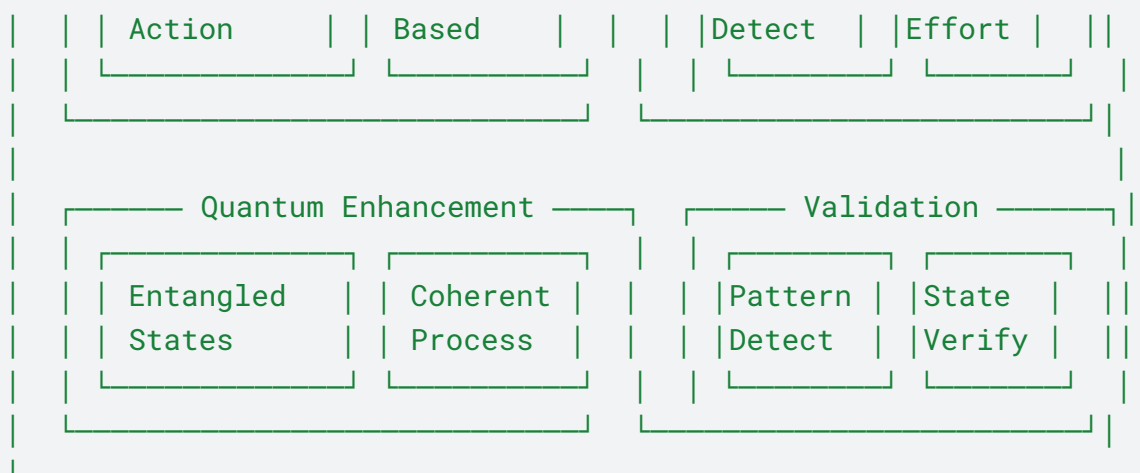 Action Based Detect Effort
Quantum Enhancement Validation
Entangled Coherent Pattern State
States Process Detect Verify